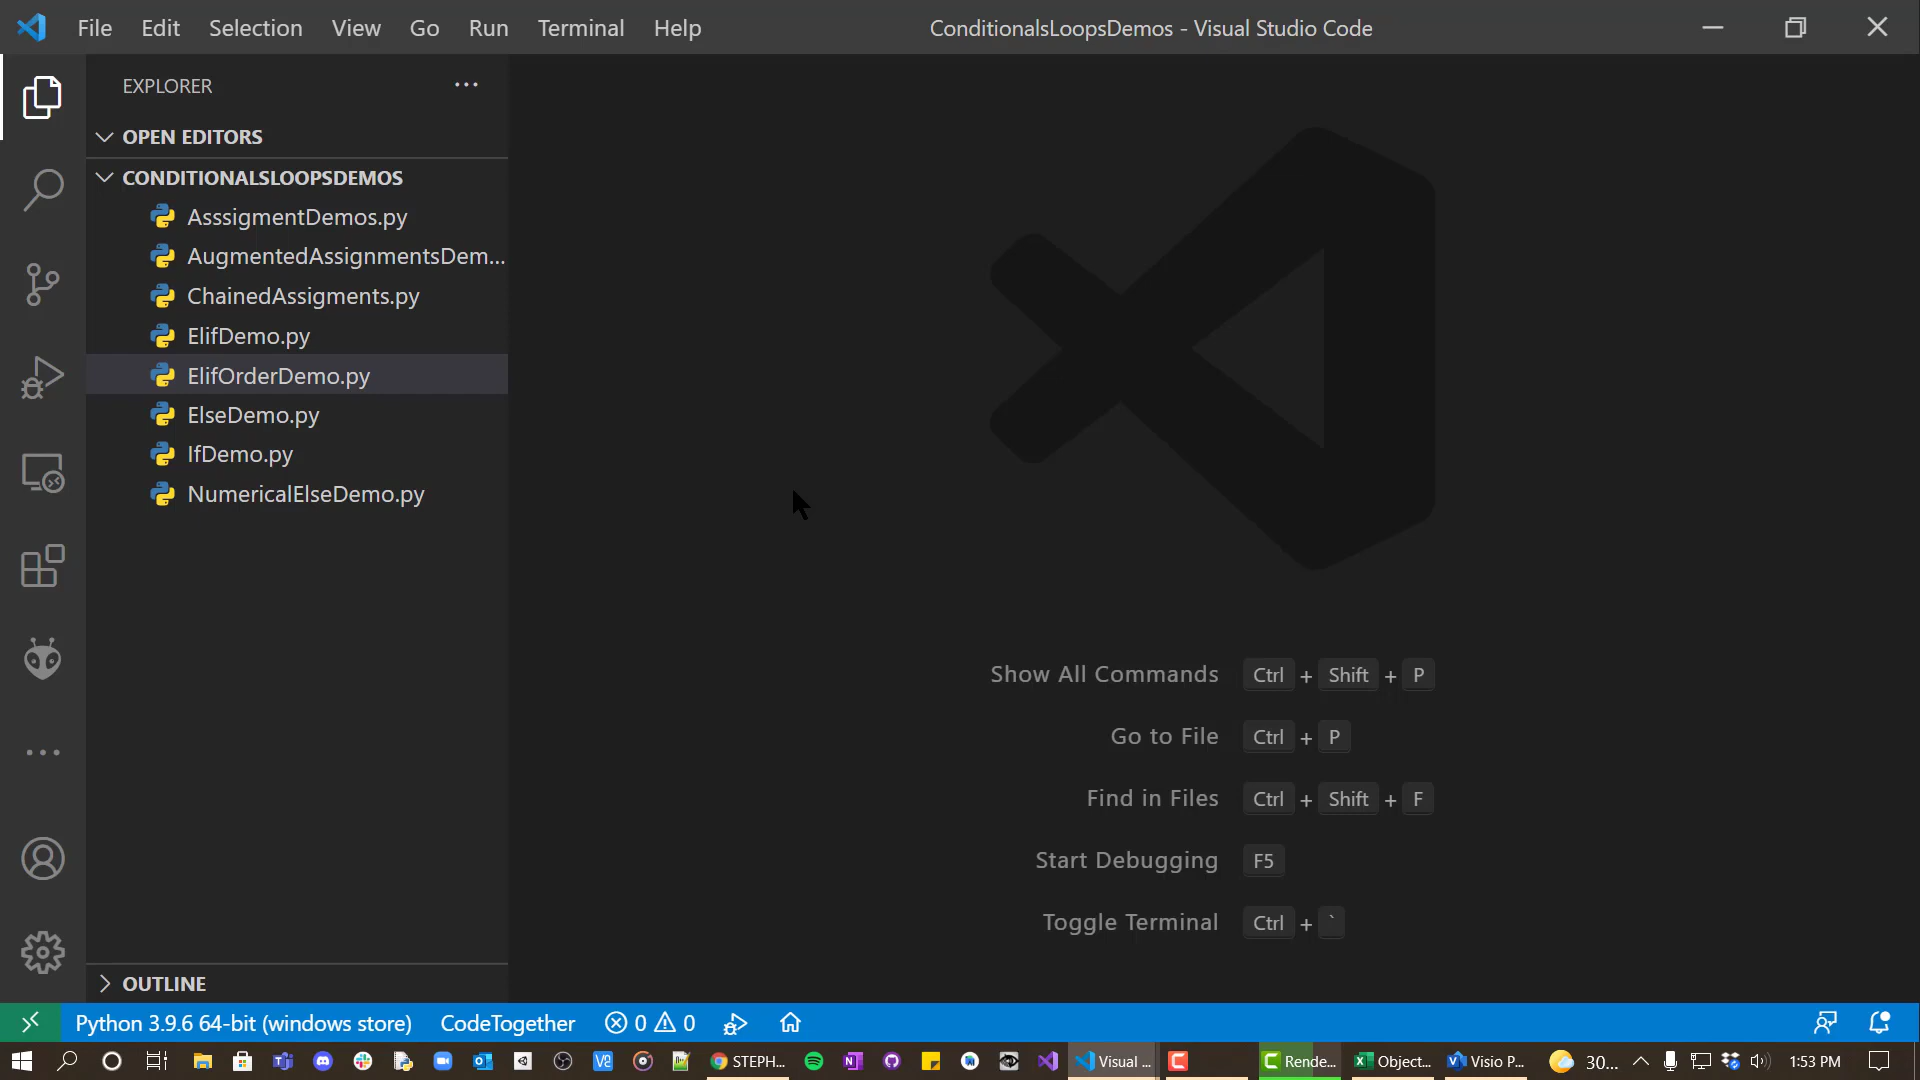 File Edit Selection View Go Run Terminal Help
ConditionalsLoopsDemos - Visual Studio Code
EXPLORER
OPEN EDITORS
CONDITIONALSLOOPSDEMOS
AsssigmentDemos.py
AugmentedAssignmentsDem...
ChainedAssigments.py
ElifDemo.py
ElifOrderDemo.py
ElseDemo.py
IfDemo.py
NumericalElseDemo.py
Show All Commands Ctrl + Shift + P
Go to File Ctrl + P
Find in Files Ctrl + Shift + F
Start Debugging F5
Toggle Terminal Ctrl + `
OUTLINE
Python 3.9.6 64-bit (windows store) CodeTogether 0 0
STEPH... Visual ... Rende... Object... Visio P... 30... 1:53 PM